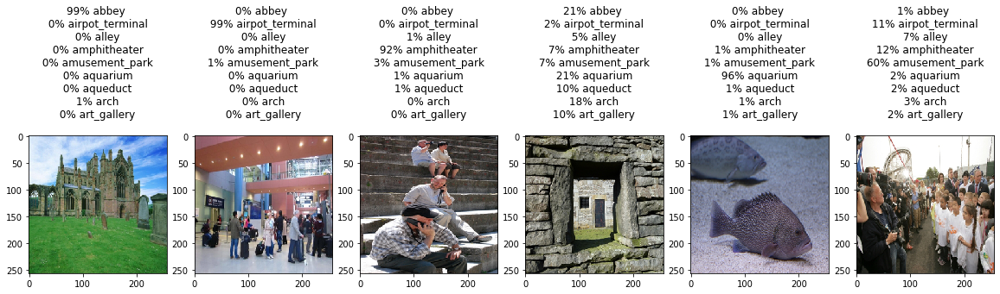 99% abbey
0% airpot_terminal
0% alley
0% amphitheater
0% amusement_park
0% aquarium
0% aqueduct
1% arch
0% art_gallery
0% abbey
99% airpot_terminal
0% alley
0% amphitheater
1% amusement_park
0% aquarium
0% aqueduct
0% arch
0% art_gallery
0% abbey
0% airpot_terminal
1% alley
92% amphitheater
3% amusement_park
1% aquarium
1% aqueduct
0% arch
0% art_gallery
21% abbey
2% airpot_terminal
5% alley
7% amphitheater
7% amusement_park
21% aquarium
10% aqueduct
18% arch
10% art_gallery
0% abbey
0% airpot_terminal
0% alley
1% amphitheater
1% amusement_park
96% aquarium
1% aqueduct
1% arch
1% art_gallery
1% abbey
11% airpot_terminal
7% alley
12% amphitheater
60% amusement_park
2% aquarium
2% aqueduct
3% arch
2% art_gallery
0
50
100
150
200
250
0 100 200
0
50
100
150
200
250
0 100 200
0
50
100
150
200
250
0 100 200
0
50
100
150
200
250
0 100 200
0
50
100
150
200
250
0 100 200
0
50
100
150
200
250
0 100 200